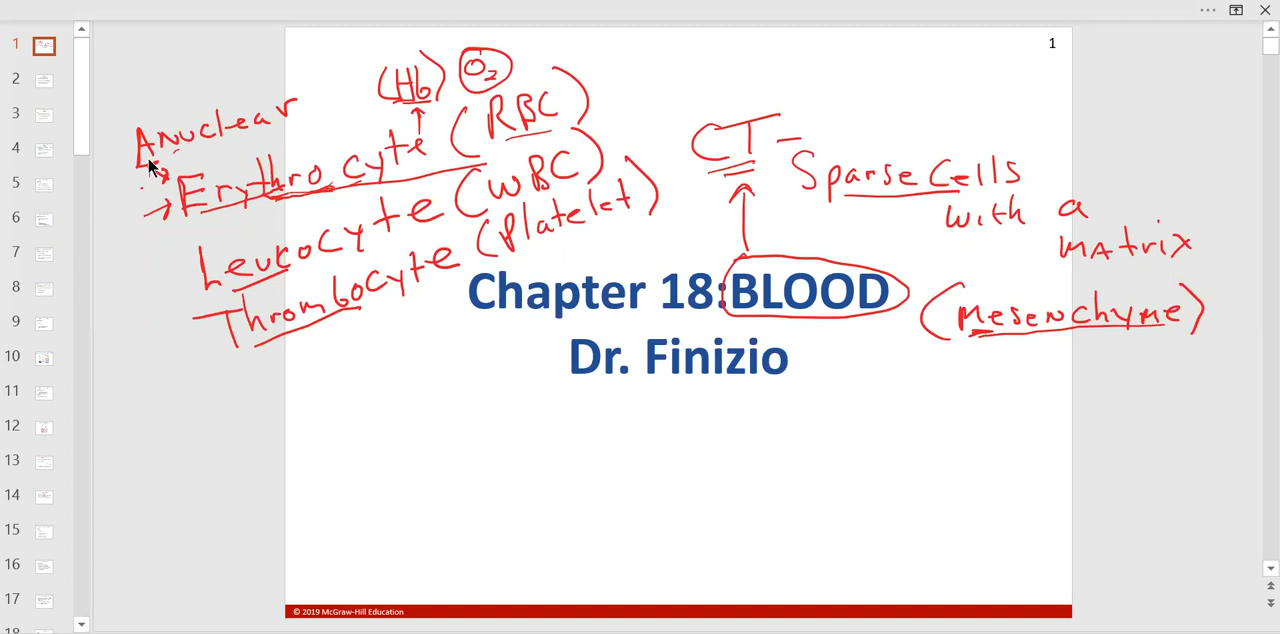 1
1
2
3
4
5
6
7
8
9
10
11
12
13
14
15
16
17
18
(Hb) O2
Anuclear
Erythrocyte (RBC)
Leukocyte (WBC)
Thrombocyte (Platelet)
CT - Sparse Cells
with a
matrix
(Mesenchyme)
Chapter 18:BLOOD
Dr. Finizio
© 2019 McGraw-Hill Education